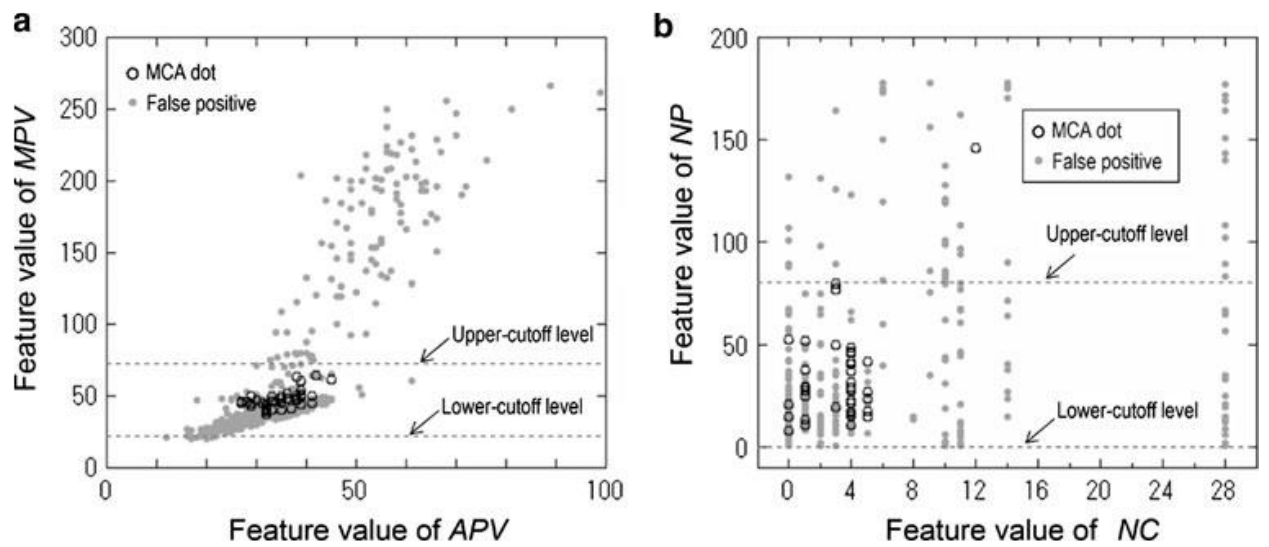 a
300
250
200
150
100
50
0
Feature value of MPV
MCA dot
False positive
Upper-cutoff level
Lower-cutoff level
0
50
100
Feature value of APV
b
200
150
100
50
0
Feature value of NP
MCA dot
False positive
Upper-cutoff level
Lower-cutoff level
0 4 8 12 16 20 24 28
Feature value of NC